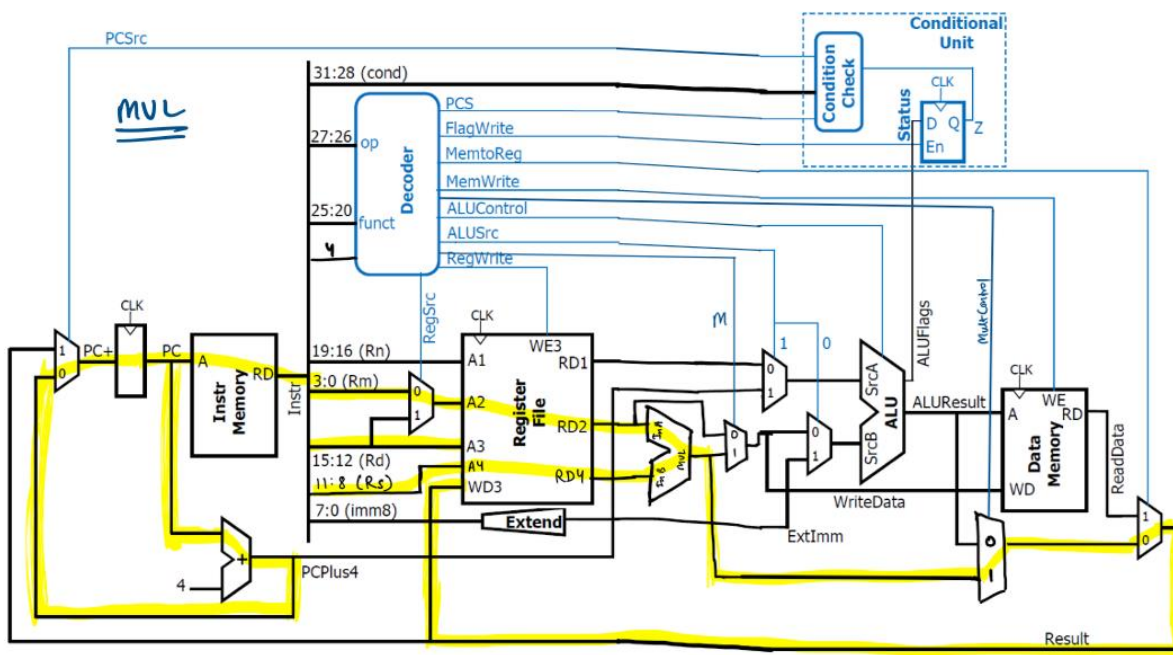 PCSrc
Conditional
Unit
MUL
31:28 (cond)
Condition
Check
CLK
Status
D Q
Z
En
PCS
FlagWrite
27:26
op
MemtoReg
MemWrite
Decoder
ALUControl
25:20
funct
ALUSrc
4
RegWrite
RegSrc
M
MultControl
ALUFlags
CLK
CLK
WE3
1 0
1
PC+
PC
A
RD
0
Instr
Memory
Instr
19:16 (Rn)
A1
RD1
0
1
3:0 (Rm)
0
A2
1
Register
File
RD2
InA
InB
MUL
0
1
SrcA
SrcB
ALU
0
1
ALUResult
CLK
A
WE
RD
Data
Memory
WD
ReadData
A3
15:12 (Rd)
A4
11:8 (Rs)
RD4
WD3
WriteData
7:0 (imm8)
Extend
ExtImm
0
1
1
0
+
4
PCPlus4
Result